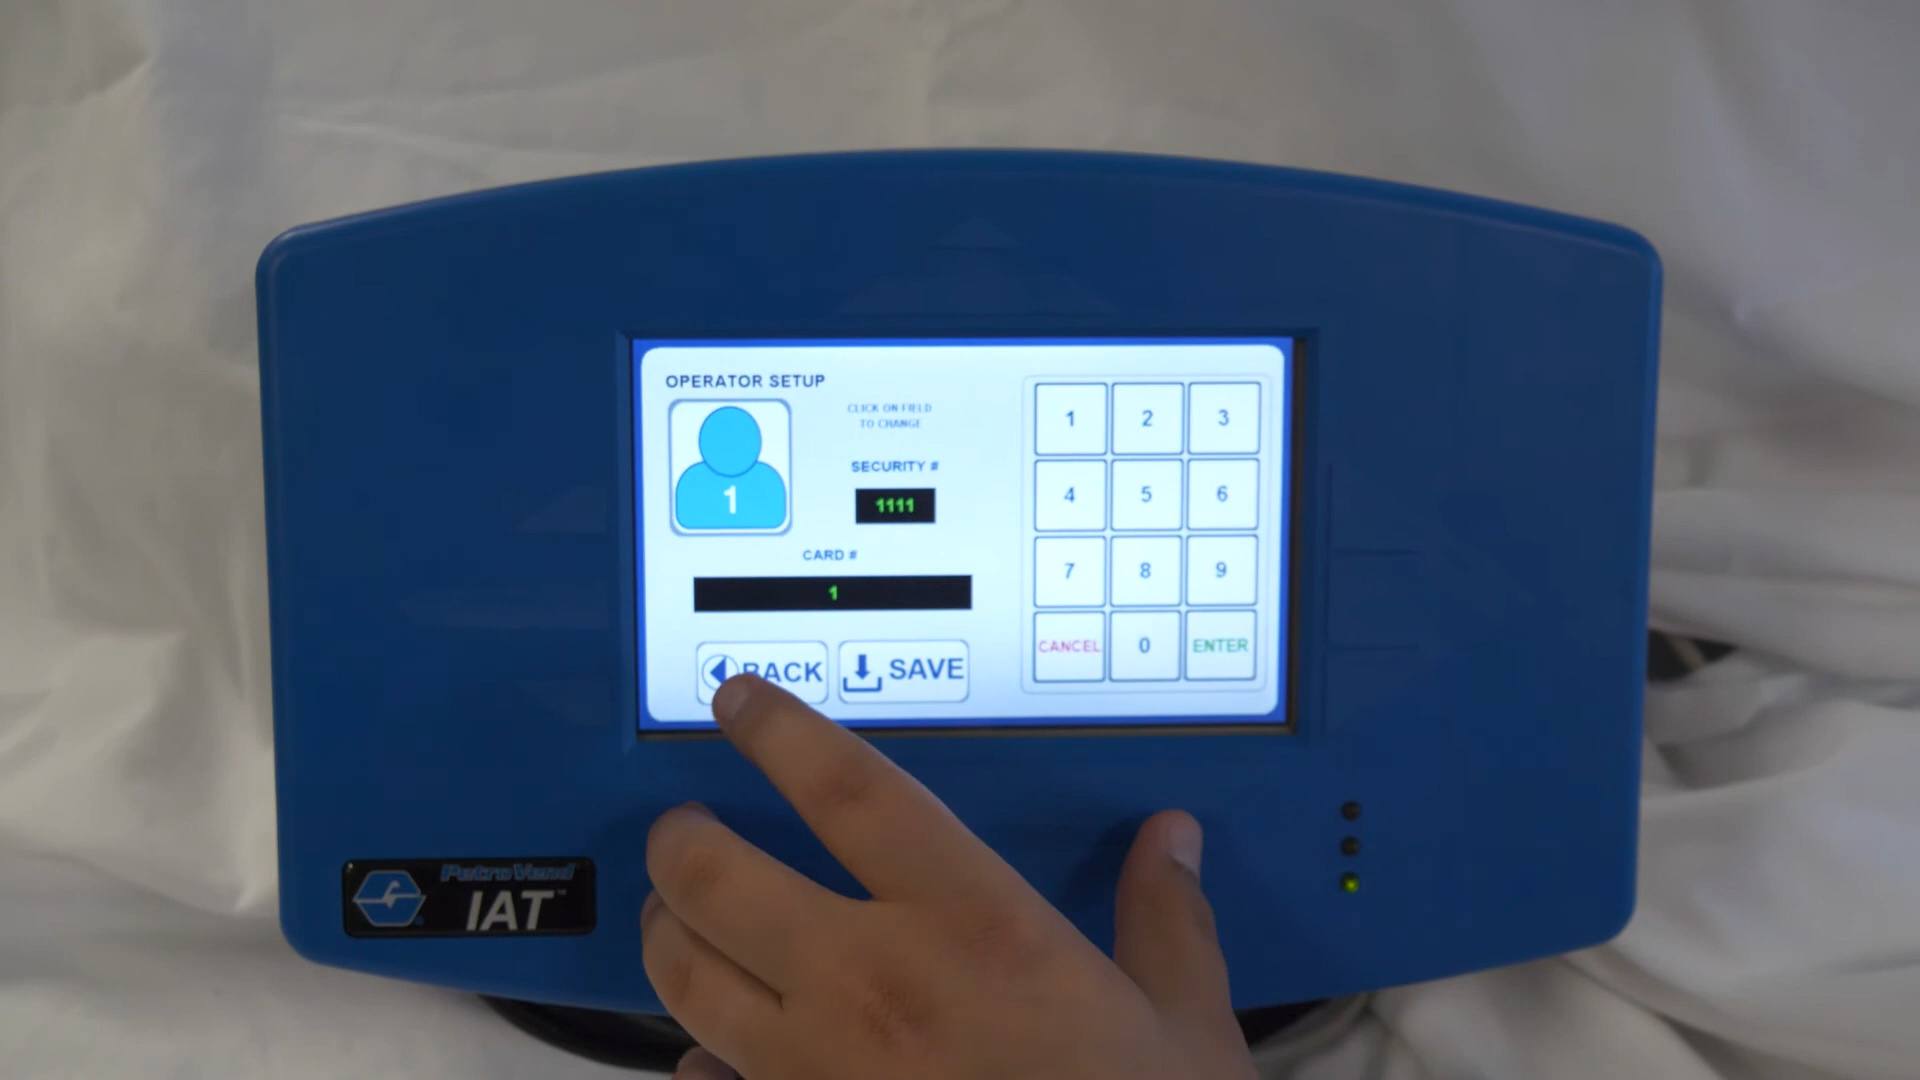 OPERATOR SETUP
CLICK ON FIELD
TO CHANGE
1
SECURITY #
1111
CARD #
1
BACK
SAVE
1 2 3
4 5 6
7 8 9
CANCEL 0 ENTER
PetroVend
IAT™